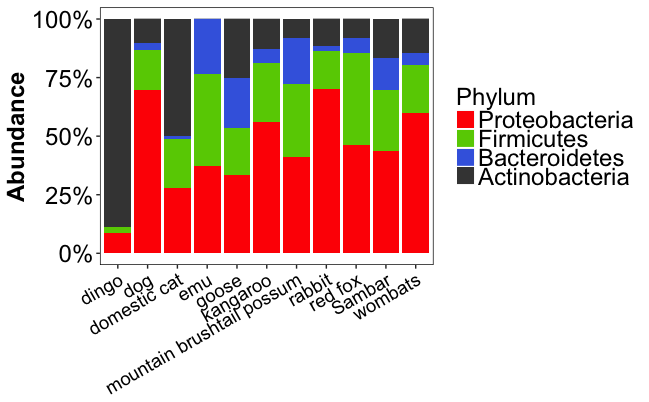 Abundance
100%
75%
50%
25%
0%
dingo
dog
domestic cat
emu
goose
kangaroo
mountain brushtail possum
rabbit
red fox
Sambar
wombats
Phylum
Proteobacteria
Firmicutes
Bacteroidetes
Actinobacteria